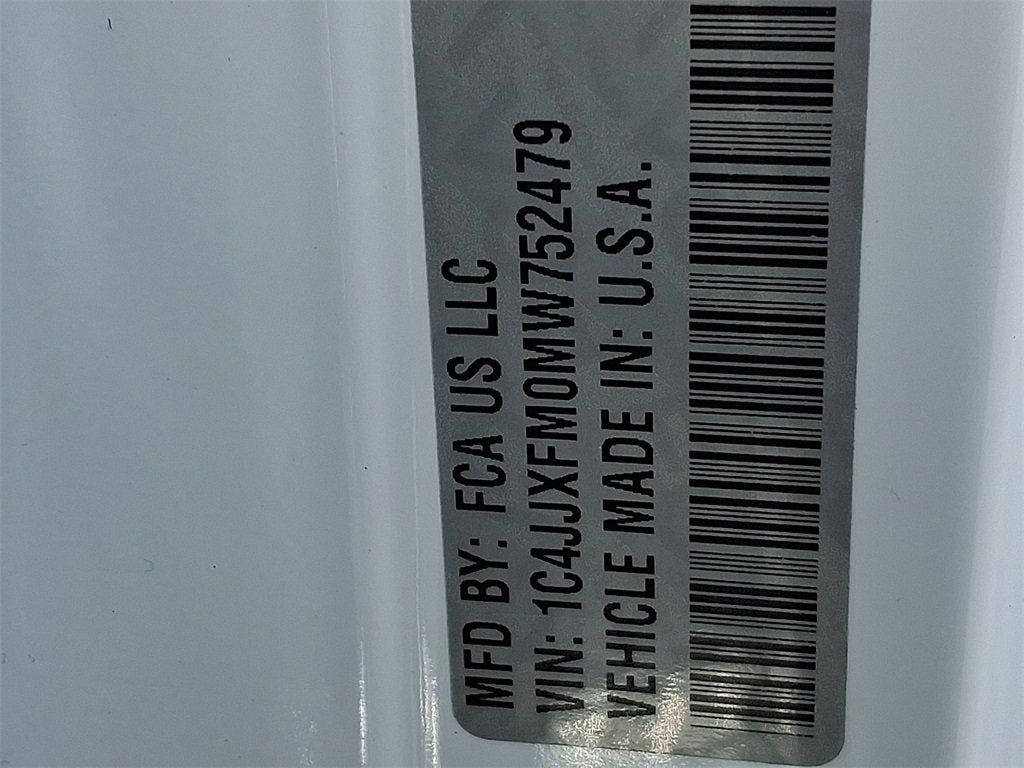 MFD BY: FCA US LLC
VIN: 1C4JJXFM0MW752479
VEHICLE MADE IN: U.S.A.